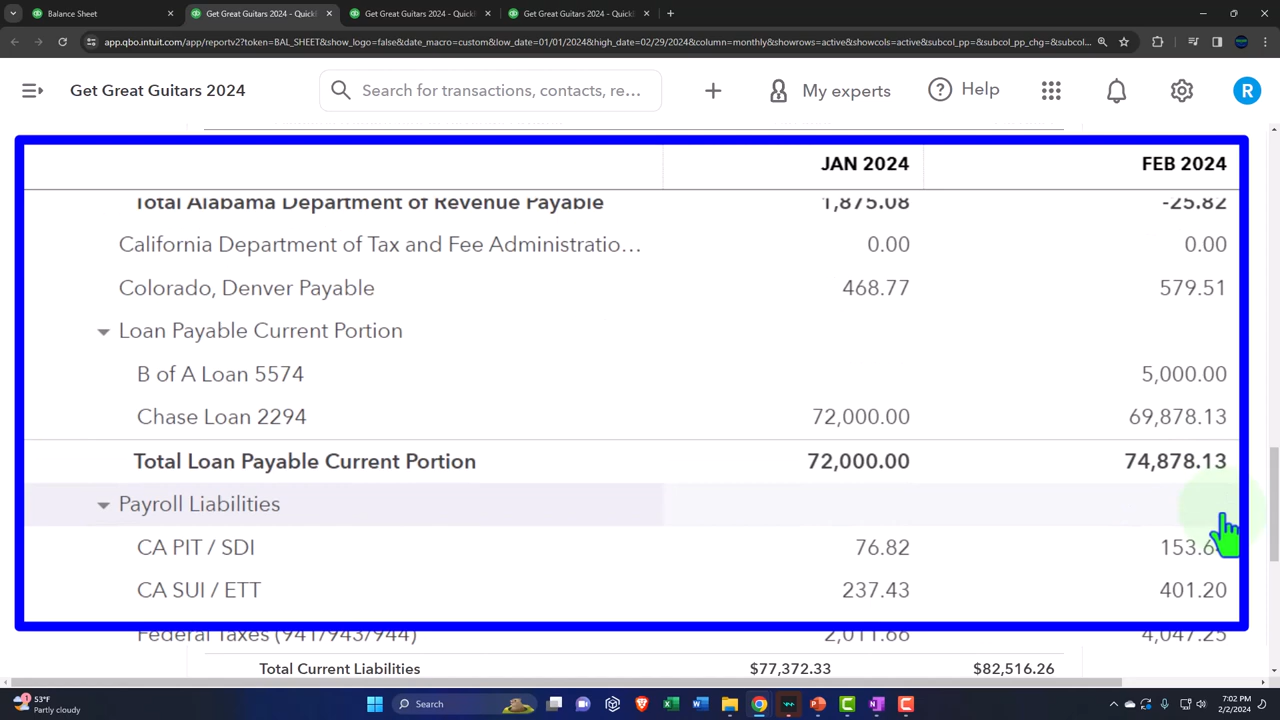 Balance Sheet
Get Great Guitars 2024 - QuickB
Get Great Guitars 2024 - QuickB
Get Great Guitars 2024 - QuickB
app.qbo.intuit.com/app/reportv2?token=BAL_SHEET&show_logo=false&date_macro=custom&low_date=01/01/2024&high_date=02/29/2024&column=monthly&showrows=active&showcols=active&subcol_pp=&subcol_pp_chg=&subc...
Get Great Guitars 2024
Search for transactions, contacts, re...
My experts
Help
R
JAN 2024 FEB 2024
Total Alabama Department of Revenue Payable 1,875.08 -25.82
California Department of Tax and Fee Administratio... 0.00 0.00
Colorado, Denver Payable 468.77 579.51
Loan Payable Current Portion
B of A Loan 5574 5,000.00
Chase Loan 2294 72,000.00 69,878.13
Total Loan Payable Current Portion 72,000.00 74,878.13
Payroll Liabilities
CA PIT / SDI 76.82 153.64
CA SUI / ETT 237.43 401.20
Federal Taxes (941/943/944) 2,011.66 4,047.25
Total Current Liabilities $77,372.33 $82,516.26
1
53°F
Partly cloudy
Search
7:02 PM
2/2/2024